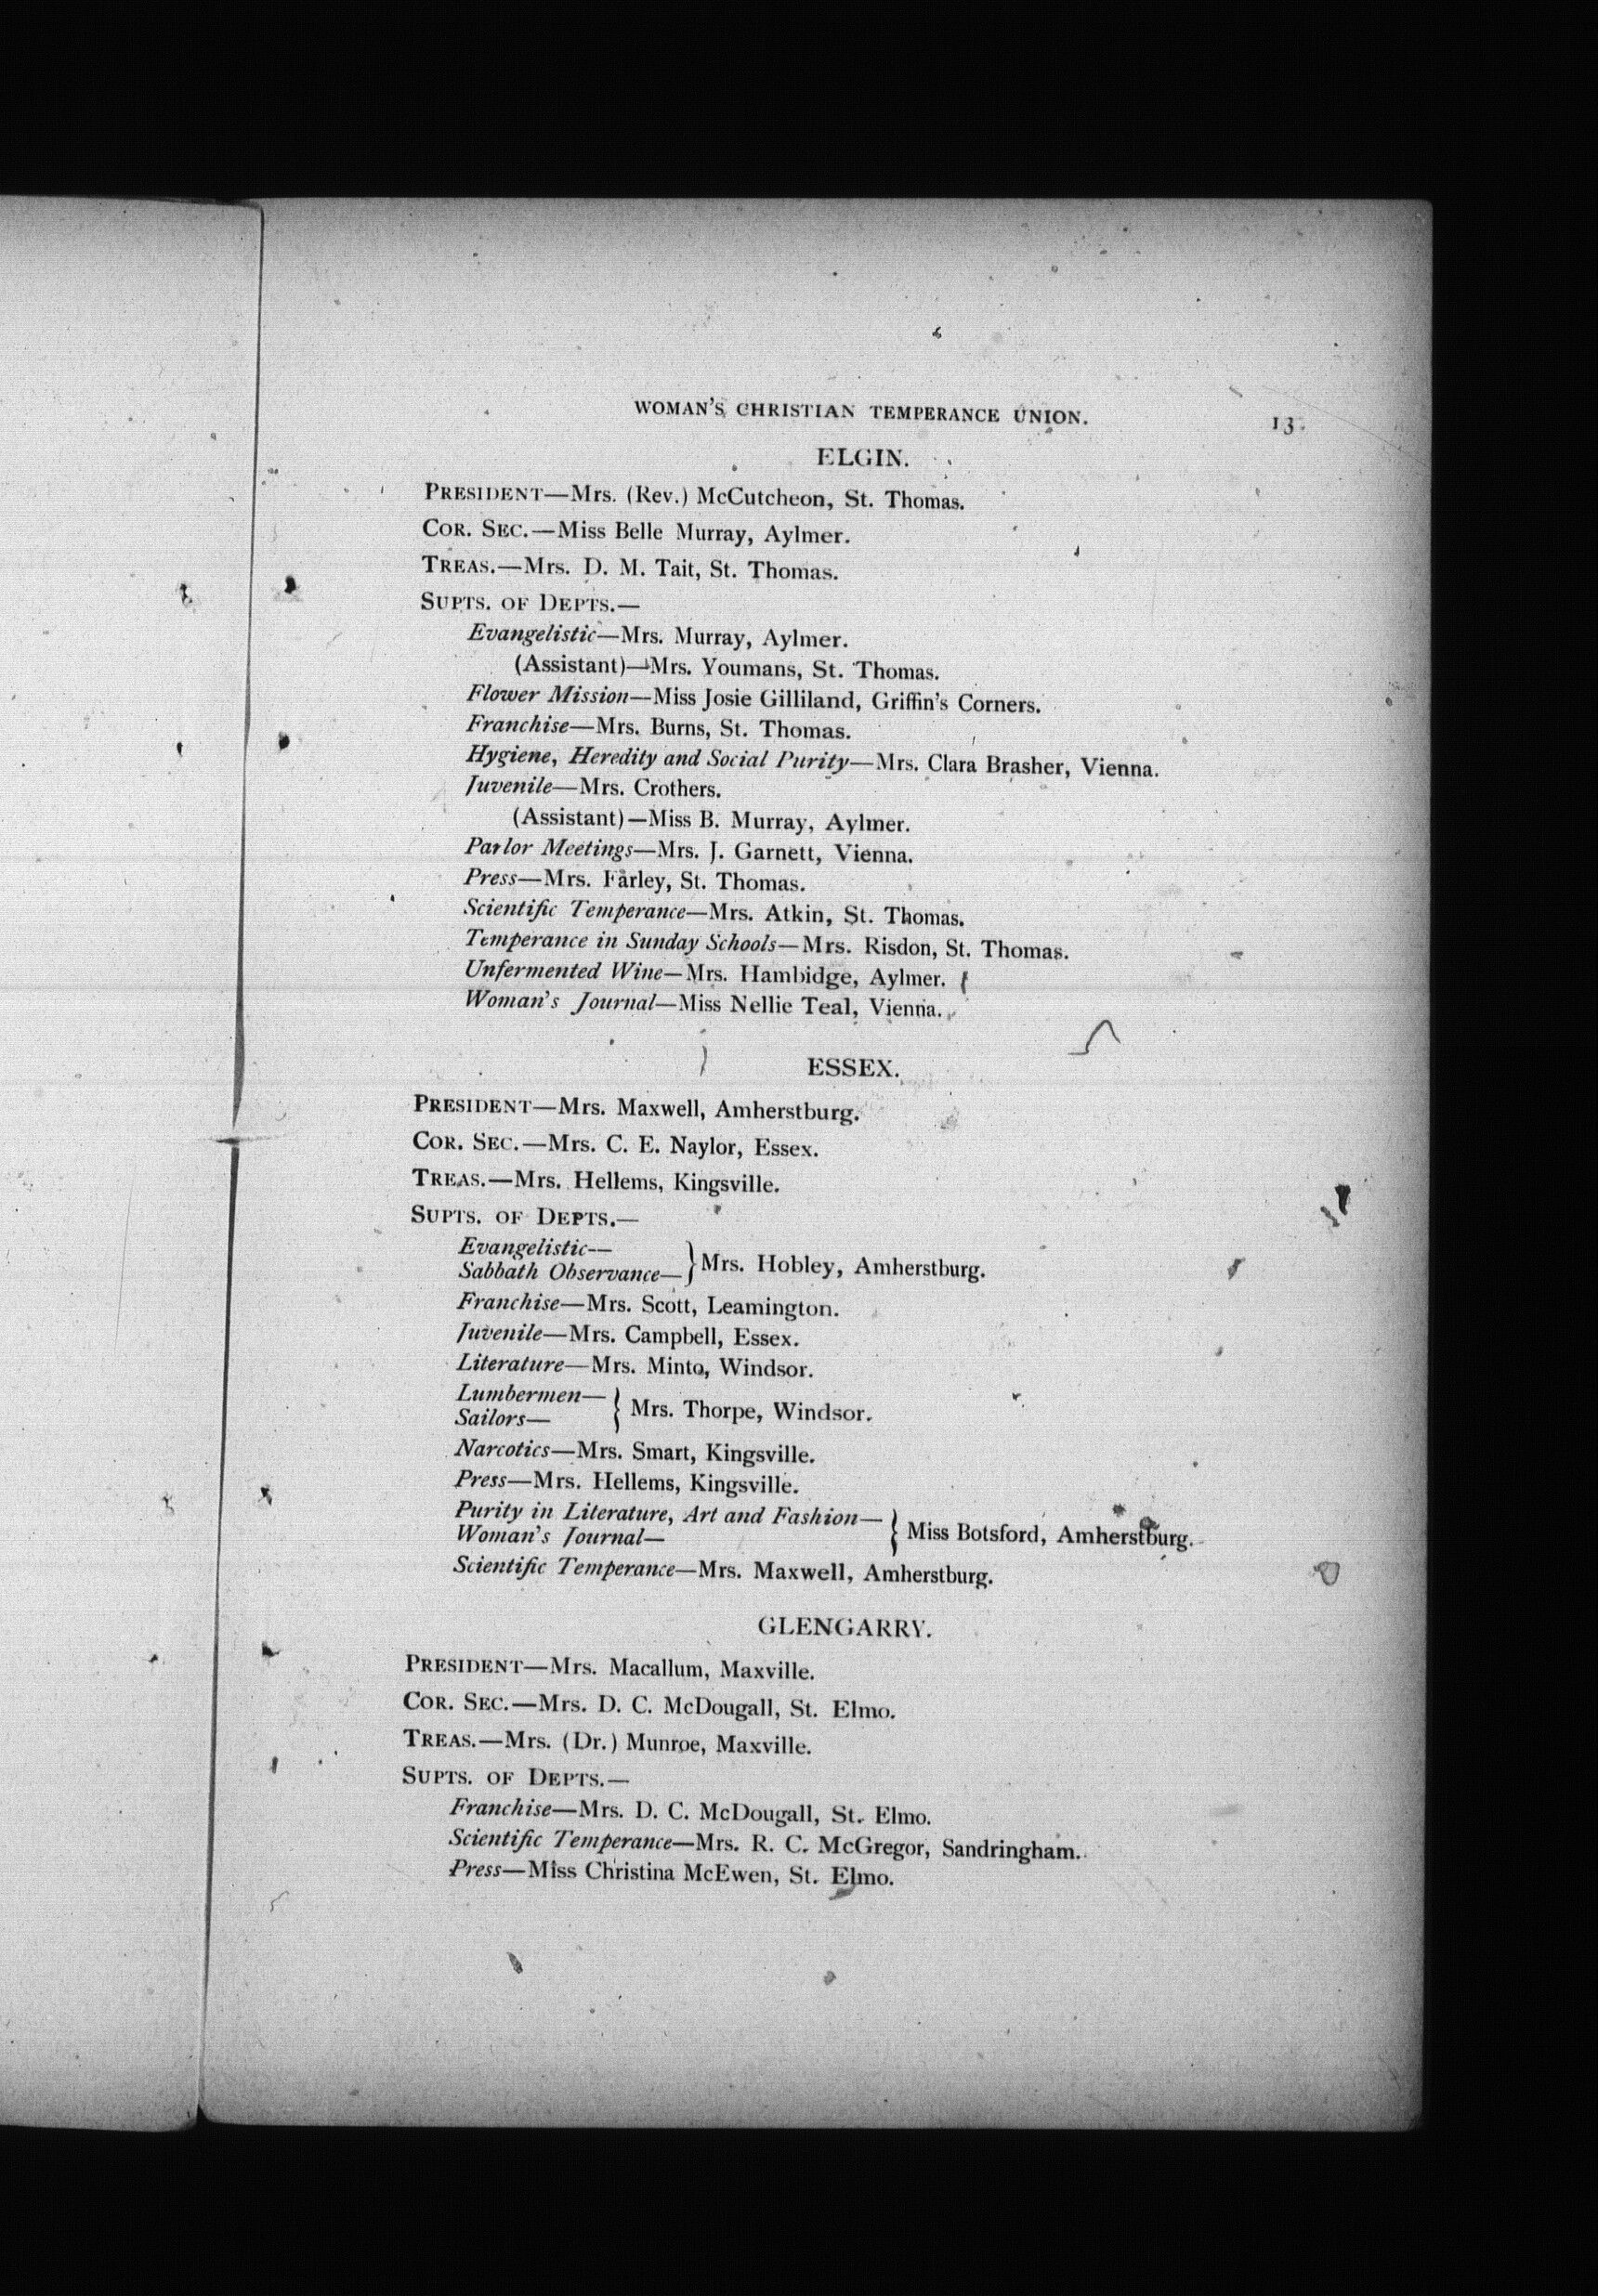 WOMAN'S CHRISTIAN TEMPERANCE UNION. 13
ELGIN.
PRESIDENT—Mrs. (Rev.) McCutcheon, St. Thomas.
COR. SEC.—Miss Belle Murray, Aylmer.
TREAS.—Mrs. D. M. Tait, St. Thomas.
SUPTS. OF DEPTS.—
Evangelistic—Mrs. Murray, Aylmer.
(Assistant)—Mrs. Youmans, St. Thomas.
Flower Mission—Miss Josie Gilliland, Griffin's Corners.
Franchise—Mrs. Burns, St. Thomas.
Hygiene, Heredity and Social Purity—Mrs. Clara Brasher, Vienna.
Juvenile—Mrs. Crothers.
(Assistant)—Miss B. Murray, Aylmer.
Parlor Meetings—Mrs. J. Garnett, Vienna.
Press—Mrs. Farley, St. Thomas.
Scientific Temperance—Mrs. Atkin, St. Thomas.
Temperance in Sunday Schools—Mrs. Risdon, St. Thomas.
Unfermented Wine—Mrs. Hambidge, Aylmer.
Woman's Journal—Miss Nellie Teal, Vienna.
ESSEX.
PRESIDENT—Mrs. Maxwell, Amherstburg.
COR. SEC.—Mrs. C. E. Naylor, Essex.
TREAS.—Mrs. Hellems, Kingsville.
SUPTS. OF DEPTS.—
Evangelistic—
Sabbath Observance— } Mrs. Hobley, Amherstburg.
Franchise—Mrs. Scott, Leamington.
Juvenile—Mrs. Campbell, Essex.
Literature—Mrs. Minto, Windsor.
Lumbermen—
Sailors— } Mrs. Thorpe, Windsor.
Narcotics—Mrs. Smart, Kingsville.
Press—Mrs. Hellems, Kingsville.
Purity in Literature, Art and Fashion—
Woman's Journal— } Miss Botsford, Amherstburg.
Scientific Temperance—Mrs. Maxwell, Amherstburg.
GLENGARRY.
PRESIDENT—Mrs. Macallum, Maxville.
COR. SEC.—Mrs. D. C. McDougall, St. Elmo.
TREAS.—Mrs. (Dr.) Munroe, Maxville.
SUPTS. OF DEPTS.—
Franchise—Mrs. D. C. McDougall, St. Elmo.
Scientific Temperance—Mrs. R. C. McGregor, Sandringham.
Press—Miss Christina McEwen, St. Elmo.